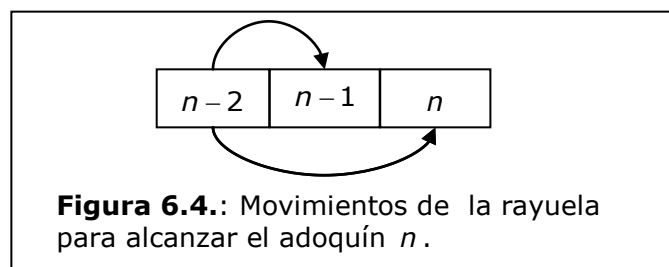 n – 2 n – 1 n
Figura 6.4.: Movimientos de la rayuela
para alcanzar el adoquín n.